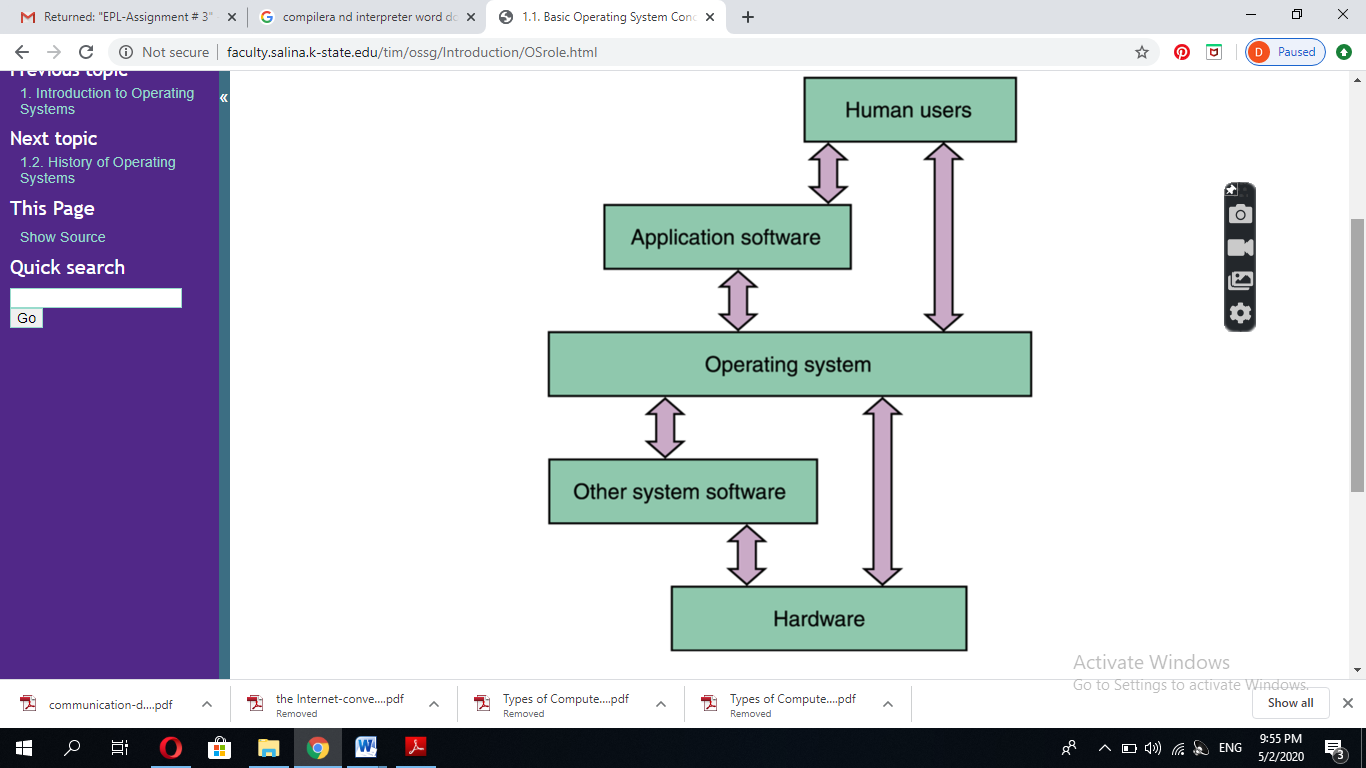 Returned: "EPL-Assignment # 3"
compilera nd interpreter word do
1.1. Basic Operating System Conc
Not secure
faculty.salina.k-state.edu/tim/ossg/Introduction/OSrole.html
D Paused
Previous topic
1. Introduction to Operating
Systems
Next topic
1.2. History of Operating
Systems
This Page
Show Source
Quick search
Go
«
Human users
Application software
Operating system
Other system software
Hardware
Activate Windows
Go to Settings to activate Windows.
communication-d....pdf
the Internet-conve....pdf
Removed
Types of Compute....pdf
Removed
Types of Compute....pdf
Removed
Show all
ENG
9:55 PM
5/2/2020
3